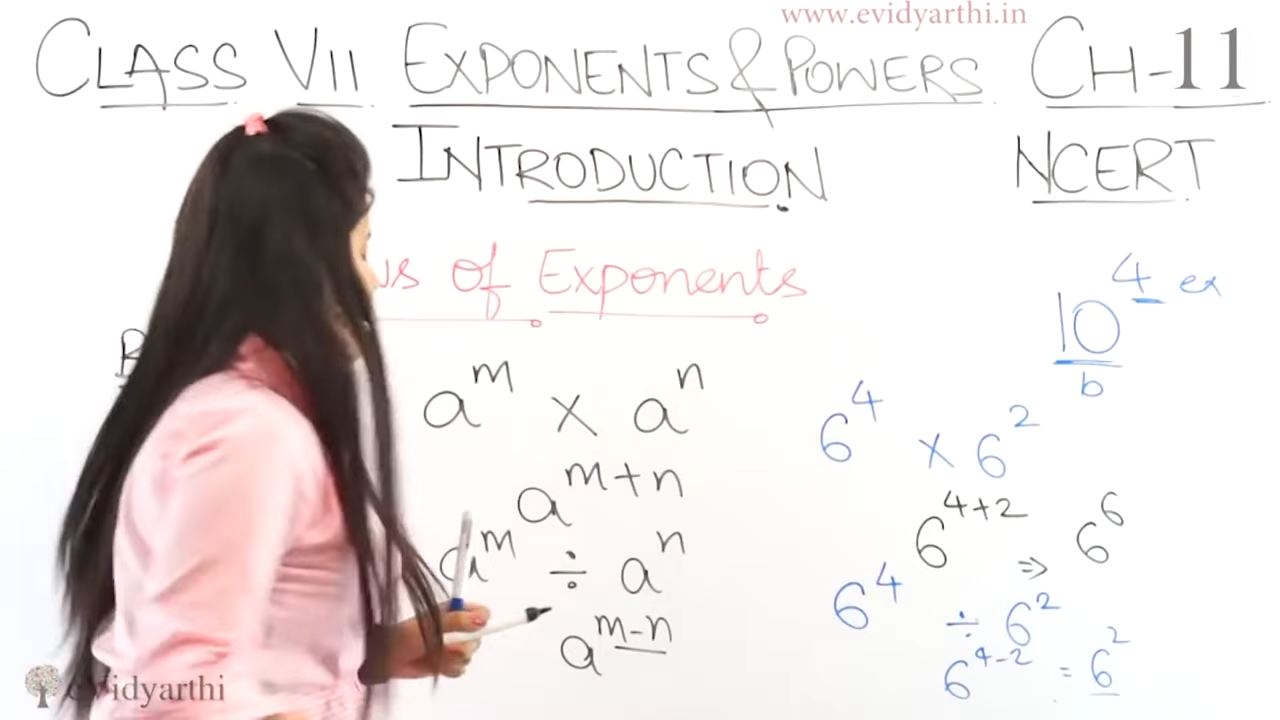 www.evidyarthi.in
CLASS VII EXPONENTS & POWERS CH-11
INTRODUCTION NCERT
of Exponents
10^4 ex
b
a^m × a^n
6^4 × 6^2
a^m+n
6^4+2 ⇒ 6^6
a^m ÷ a^n
6^4 ÷ 6^2
a^m-n
6^4-2 = 6^2
evidyarthi